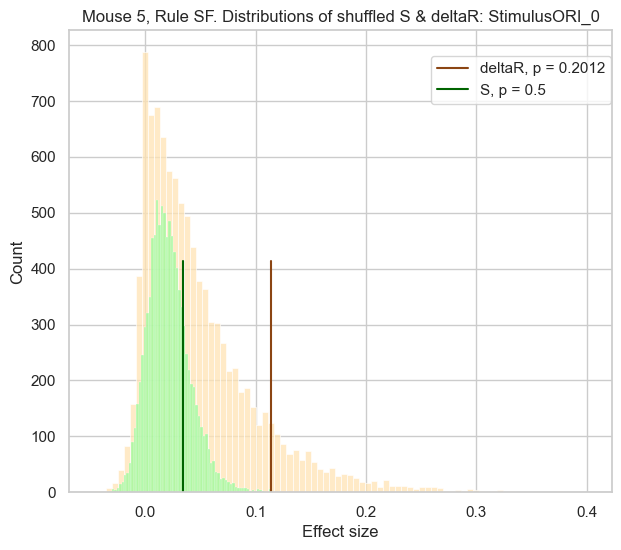 Mouse 5, Rule SF. Distributions of shuffled S & deltaR: StimulusORI_0
deltaR, p = 0.2012
S, p = 0.5
800
700
600
500
400
300
200
100
0
Count
0.0 0.1 0.2 0.3 0.4
Effect size